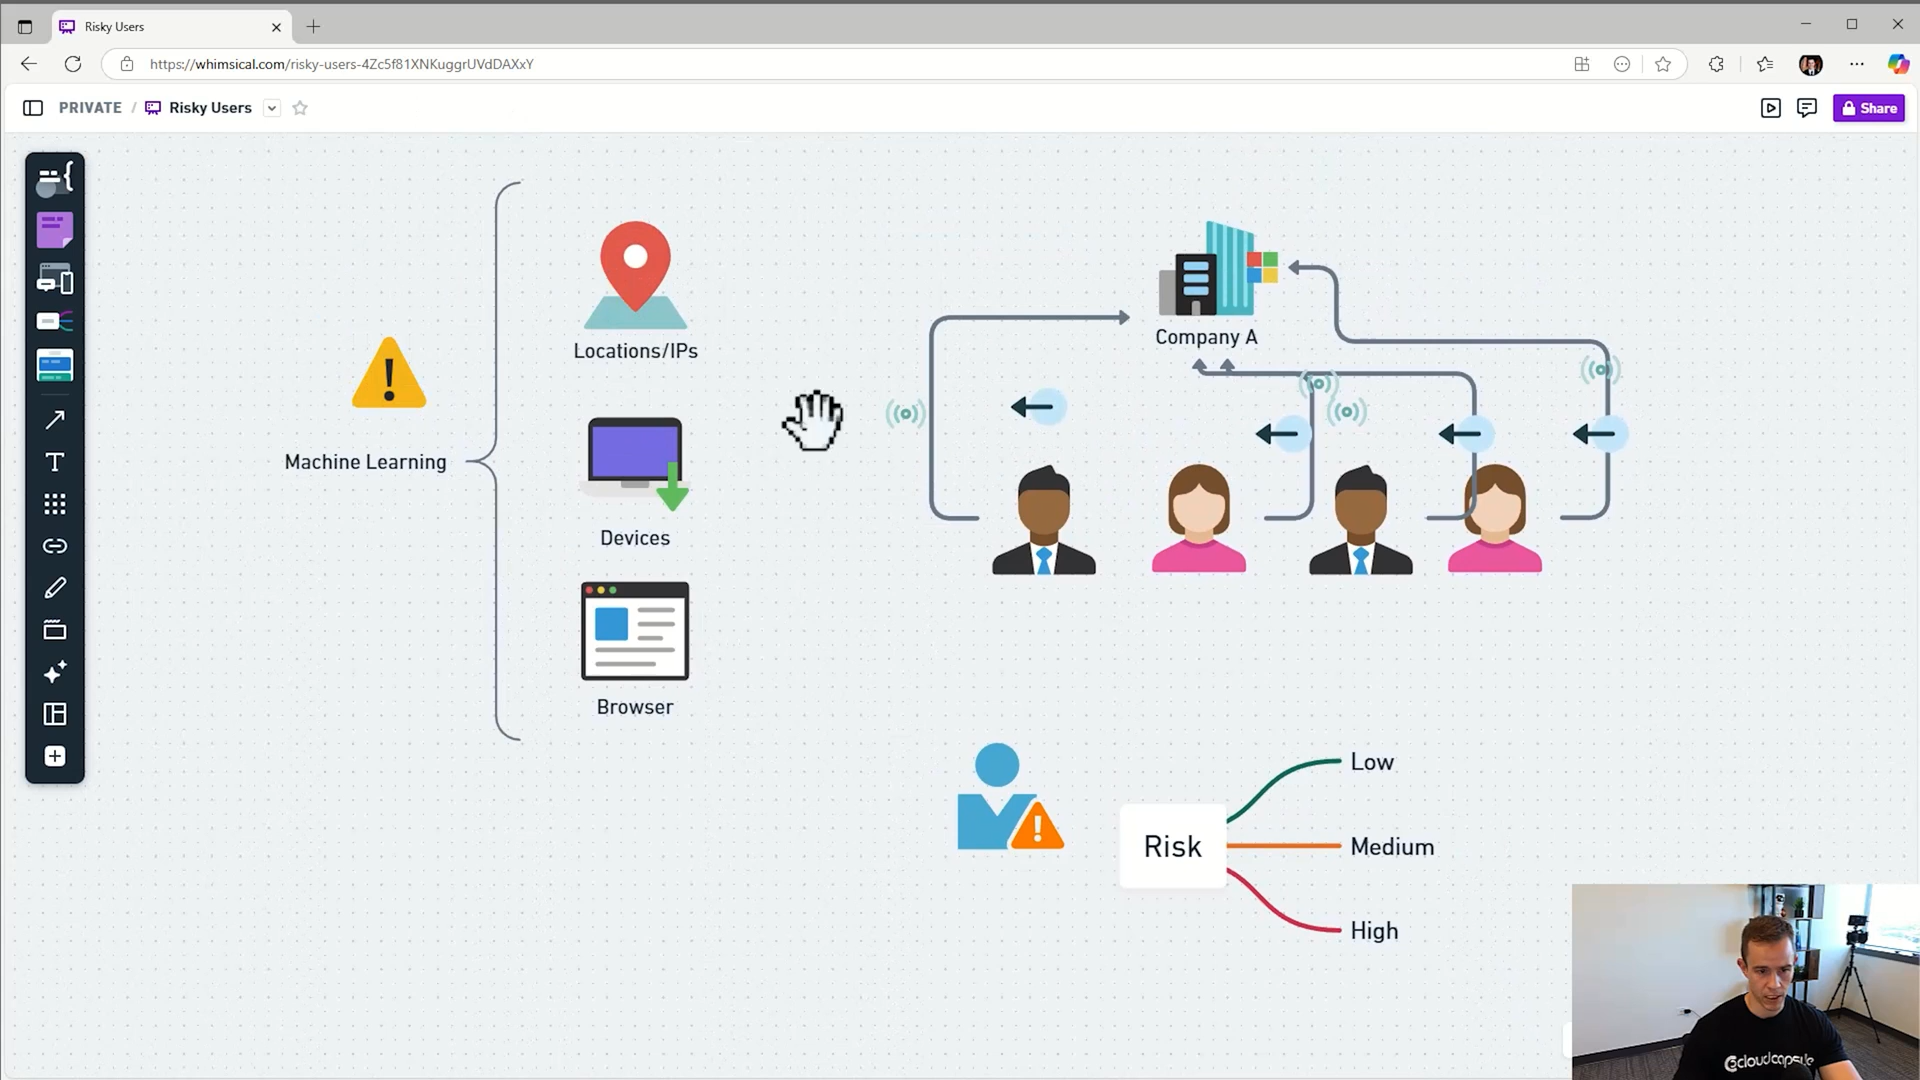 Risky Users
https://whimsical.com/risky-users-4Zc5f81XNKuggrUVdDAXxY
PRIVATE / Risky Users
Share
Machine Learning
Locations/IPs
Devices
Browser
Company A
Risk
Low
Medium
High
cloudcapsule